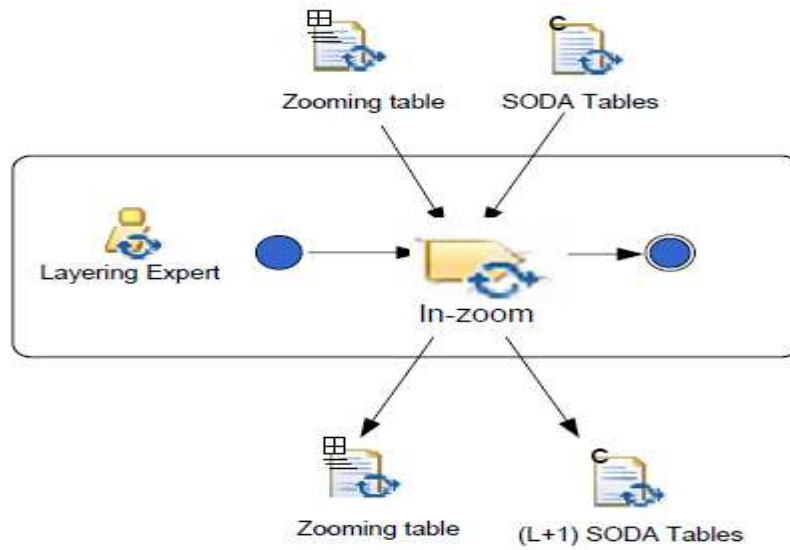 C
Zooming table
SODA Tables
Layering Expert
In-zoom
C
Zooming table
(L+1) SODA Tables